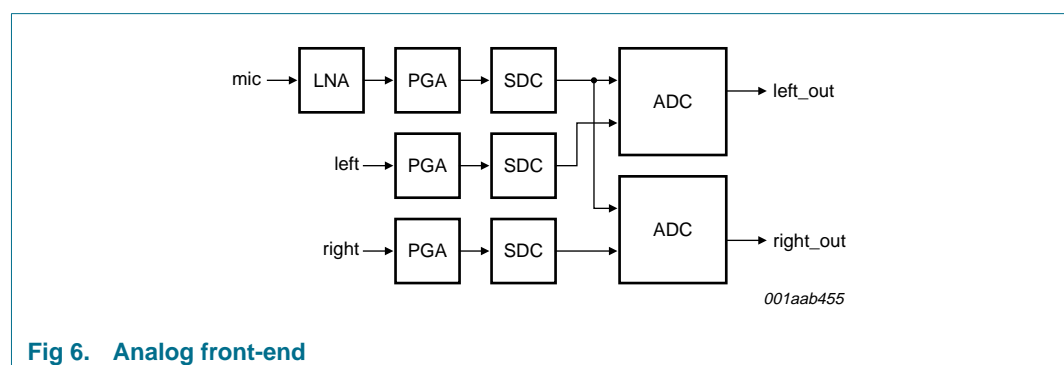 mic LNA PGA SDC ADC left_out
left PGA SDC
right PGA SDC ADC right_out
001aab455
Fig 6. Analog front-end